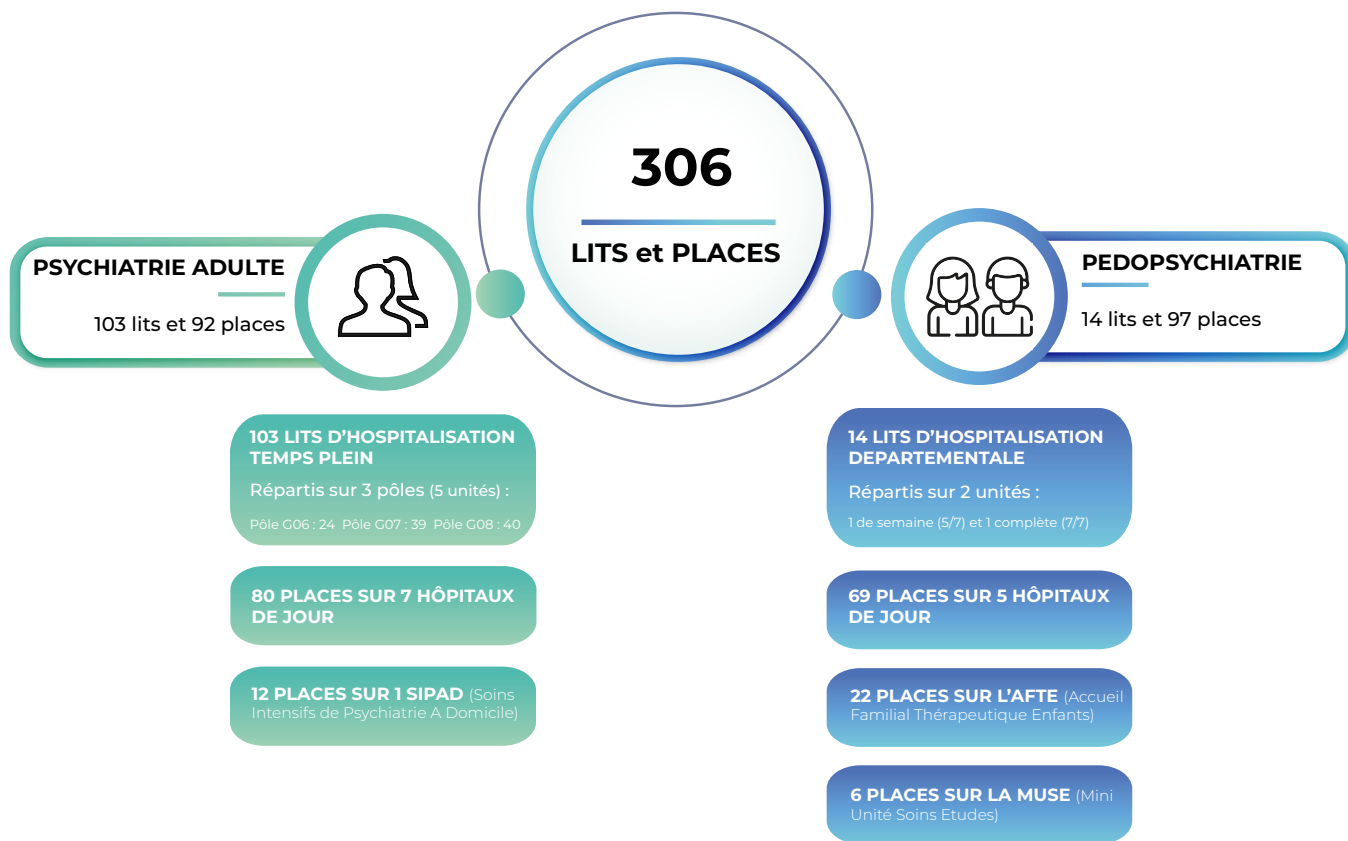 306
LITS et PLACES
PSYCHIATRIE ADULTE
103 lits et 92 places
103 LITS D'HOSPITALISATION
TEMPS PLEIN
Répartis sur 3 pôles (5 unités) :
Pôle G06 : 24 Pôle G07 : 39 Pôle G08 : 40
80 PLACES SUR 7 HÔPITAUX
DE JOUR
12 PLACES SUR 1 SIPAD (Soins
Intensifs de Psychiatrie A Domicile)
PEDOPSYCHIATRIE
14 lits et 97 places
14 LITS D'HOSPITALISATION
DEPARTEMENTALE
Répartis sur 2 unités :
1 de semaine (5/7) et 1 complète (7/7)
69 PLACES SUR 5 HÔPITAUX
DE JOUR
22 PLACES SUR L'AFTE (Accueil
Familial Thérapeutique Enfants)
6 PLACES SUR LA MUSE (Mini
Unité Soins Etudes)